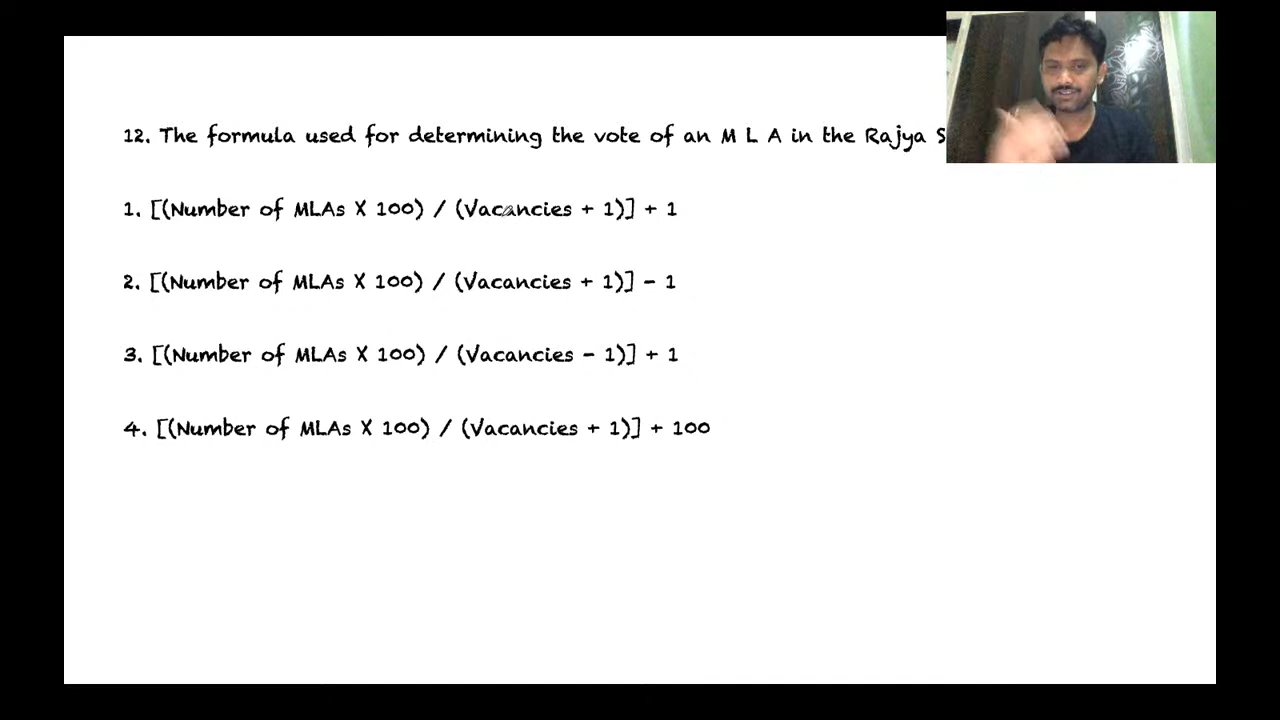 12. The formula used for determining the vote of an M L A in the Rajya
1. [(Number of MLAs X 100) / (Vacancies + 1)] + 1
2. [(Number of MLAs X 100) / (Vacancies + 1)] - 1
3. [(Number of MLAs X 100) / (Vacancies - 1)] + 1
4. [(Number of MLAs X 100) / (Vacancies + 1)] + 100